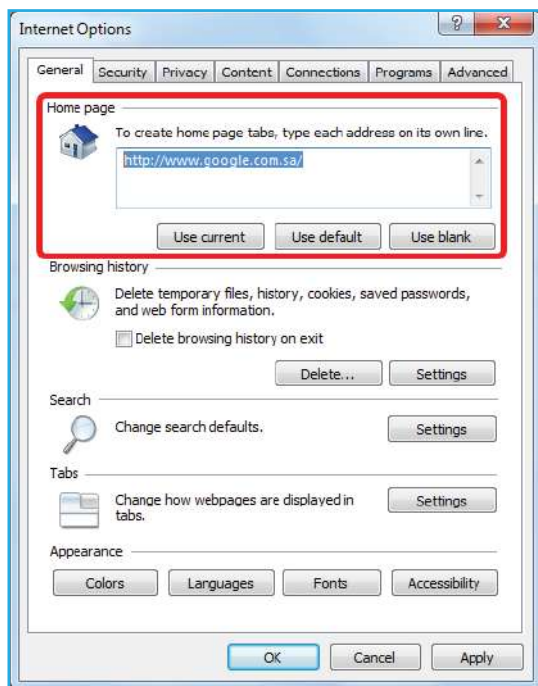 Internet Options
General Security Privacy Content Connections Programs Advanced
Home page
To create home page tabs, type each address on its own line.
http://www.google.com.sa/
Use current Use default Use blank
Browsing history
Delete temporary files, history, cookies, saved passwords,
and web form information.
Delete browsing history on exit
Delete... Settings
Search
Change search defaults. Settings
Tabs
Change how webpages are displayed in Settings
tabs.
Appearance
Colors Languages Fonts Accessibility
OK Cancel Apply